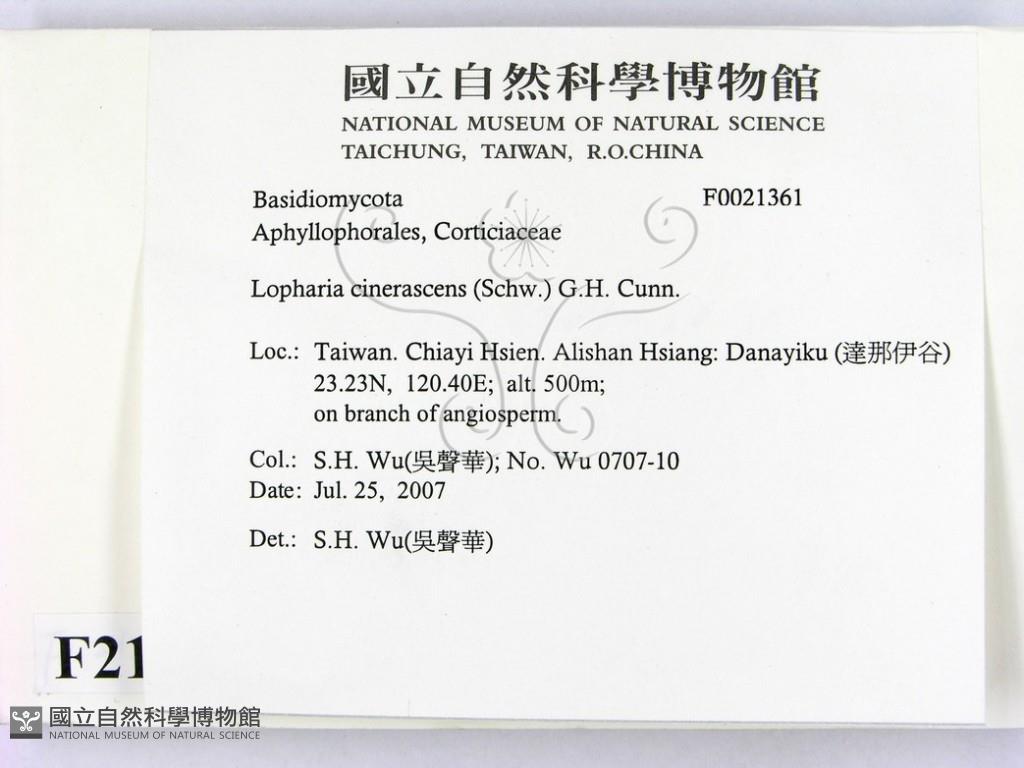 國立自然科學博物館
NATIONAL MUSEUM OF NATURAL SCIENCE
TAICHUNG, TAIWAN, R.O.CHINA
Basidiomycota F0021361
Aphyllophorales, Corticiaceae
Lopharia cinerascens (Schw.) G.H. Cunn.
Loc.: Taiwan. Chiayi Hsien. Alishan Hsiang: Danayiku (達那伊谷)
23.23N, 120.40E; alt. 500m;
on branch of angiosperm.
Col.: S.H. Wu(吳聲華); No. Wu 0707-10
Date: Jul. 25, 2007
Det.: S.H. Wu(吳聲華)
F21
國立自然科學博物館
NATIONAL MUSEUM OF NATURAL SCIENCE